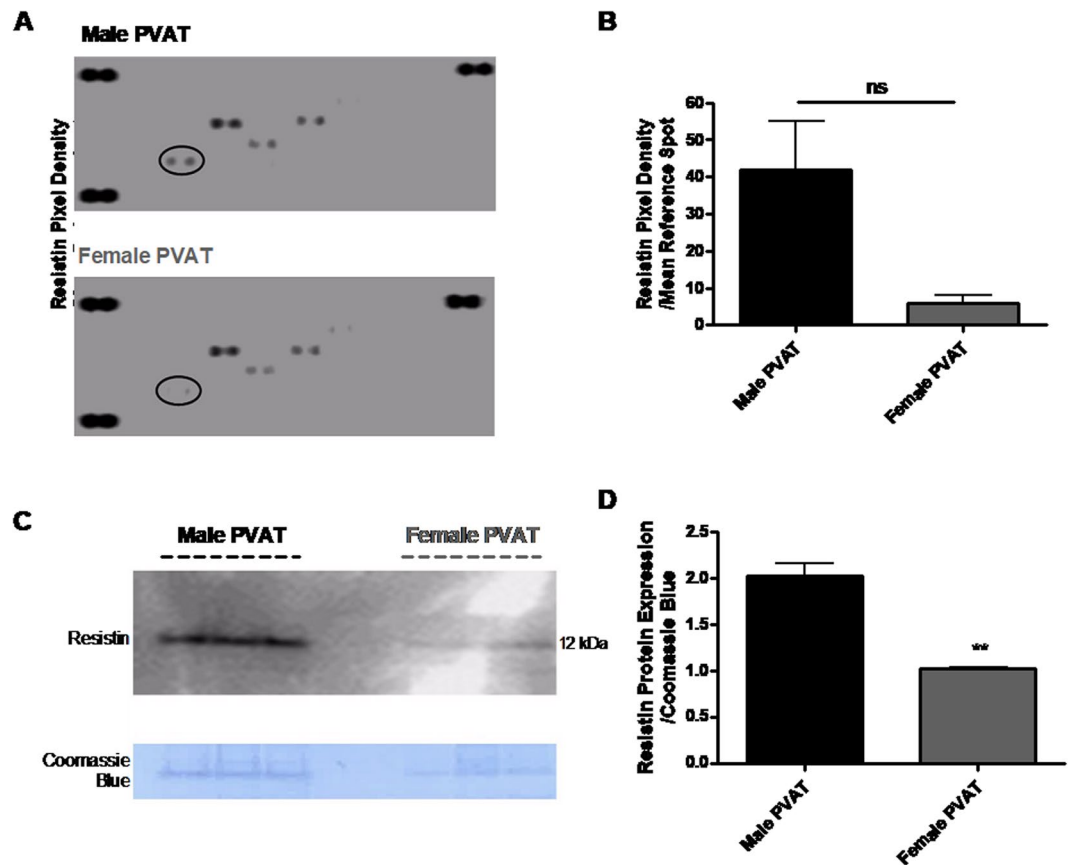 A
Male PVAT
Resistin Pixel Density
Female PVAT
B
ns
Resistin Pixel Density
/Mean Reference Spot
60
50
40
30
20
10
0
Male PVAT
Female PVAT
C
Male PVAT
Female PVAT
Resistin
12 kDa
Coomassie
Blue
D
Resistin Protein Expression
/Coomassie Blue
2.5
2.0
1.5
1.0
0.5
0.0
**
Male PVAT
Female PVAT